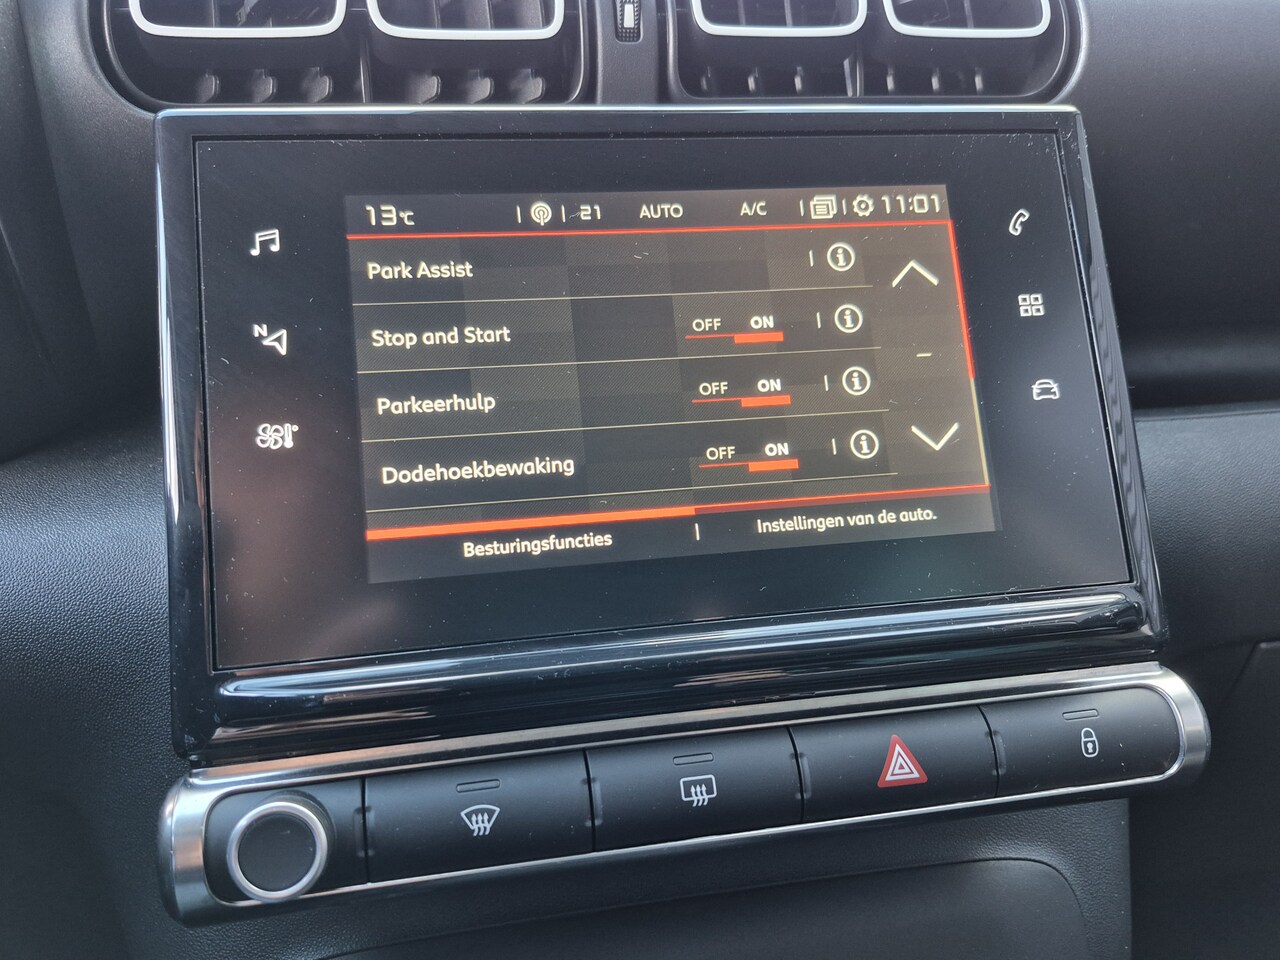 13°C 21 AUTO A/C 11:01
Park Assist
Stop and Start OFF ON
Parkeerhulp OFF ON
Dodehoekbewaking OFF ON
Besturingsfuncties Instellingen van de auto.
N